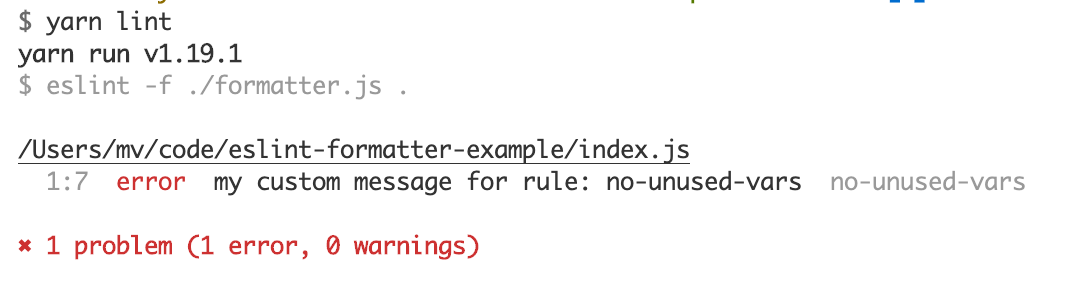 $ yarn lint
yarn run v1.19.1
$ eslint -f ./formatter.js .
/Users/mv/code/eslint-formatter-example/index.js
1:7 error my custom message for rule: no-unused-vars no-unused-vars
✖ 1 problem (1 error, 0 warnings)